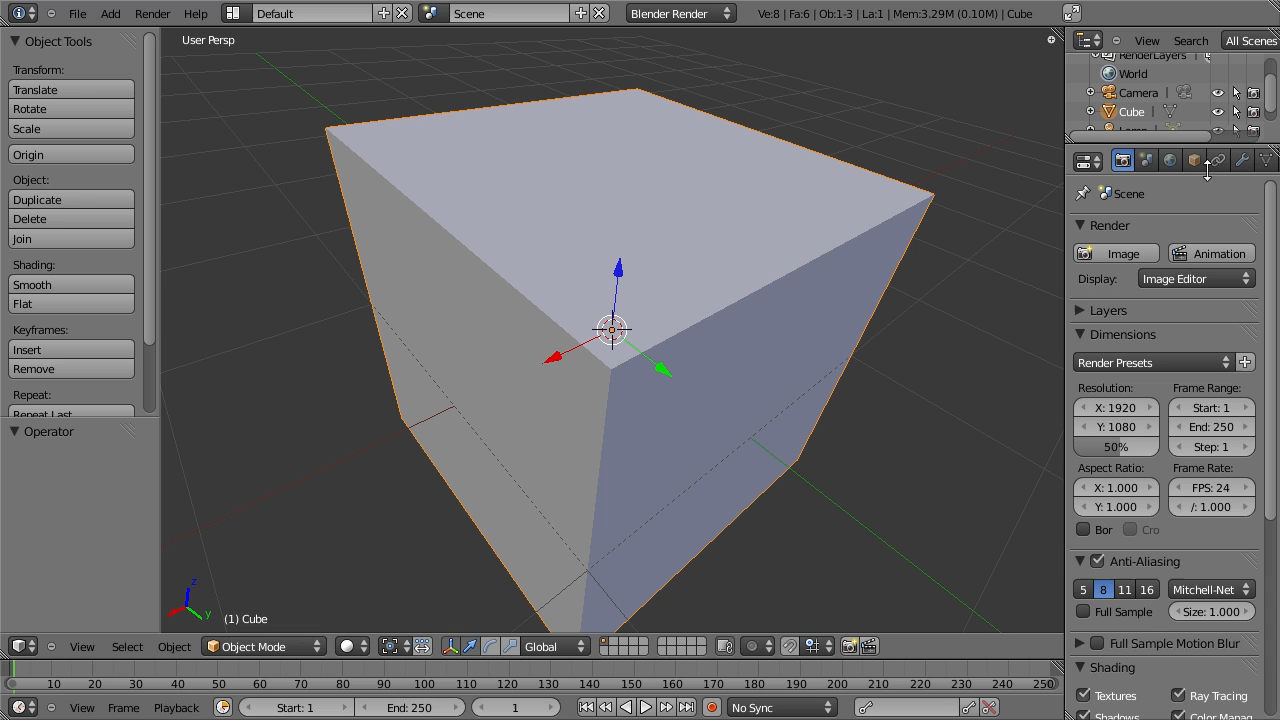 File Add Render Help Default Scene Blender Render Ve:8 | Fa:6 | Ob:1-3 | La:1 | Mem:3.29M (0.10M) | Cube
Object Tools
Transform:
Translate
Rotate
Scale
Origin
Object:
Duplicate
Delete
Join
Shading:
Smooth
Flat
Keyframes:
Insert
Remove
Repeat:
Repeat Last
Operator
User Persp
z
y
(1) Cube
View Search All Scenes
RenderLayers
World
Camera
Cube
Lamp
Scene
Render
Image Animation
Display: Image Editor
Layers
Dimensions
Render Presets
Resolution: Frame Range:
X: 1920 Start: 1
Y: 1080 End: 250
50% Step: 1
Aspect Ratio: Frame Rate:
X: 1.000 FPS: 24
Y: 1.000 /: 1.000
Bor Cro
Anti-Aliasing
5 8 11 16 Mitchell-Net
Full Sample Size: 1.000
Full Sample Motion Blur
Shading
Textures Ray Tracing
Shadows Color Manag
View Select Object Object Mode Global
10 20 30 40 50 60 70 80 90 100 110 120 130 140 150 160 170 180 190 200 210 220 230 240 250
View Frame Playback Start: 1 End: 250 1 No Sync